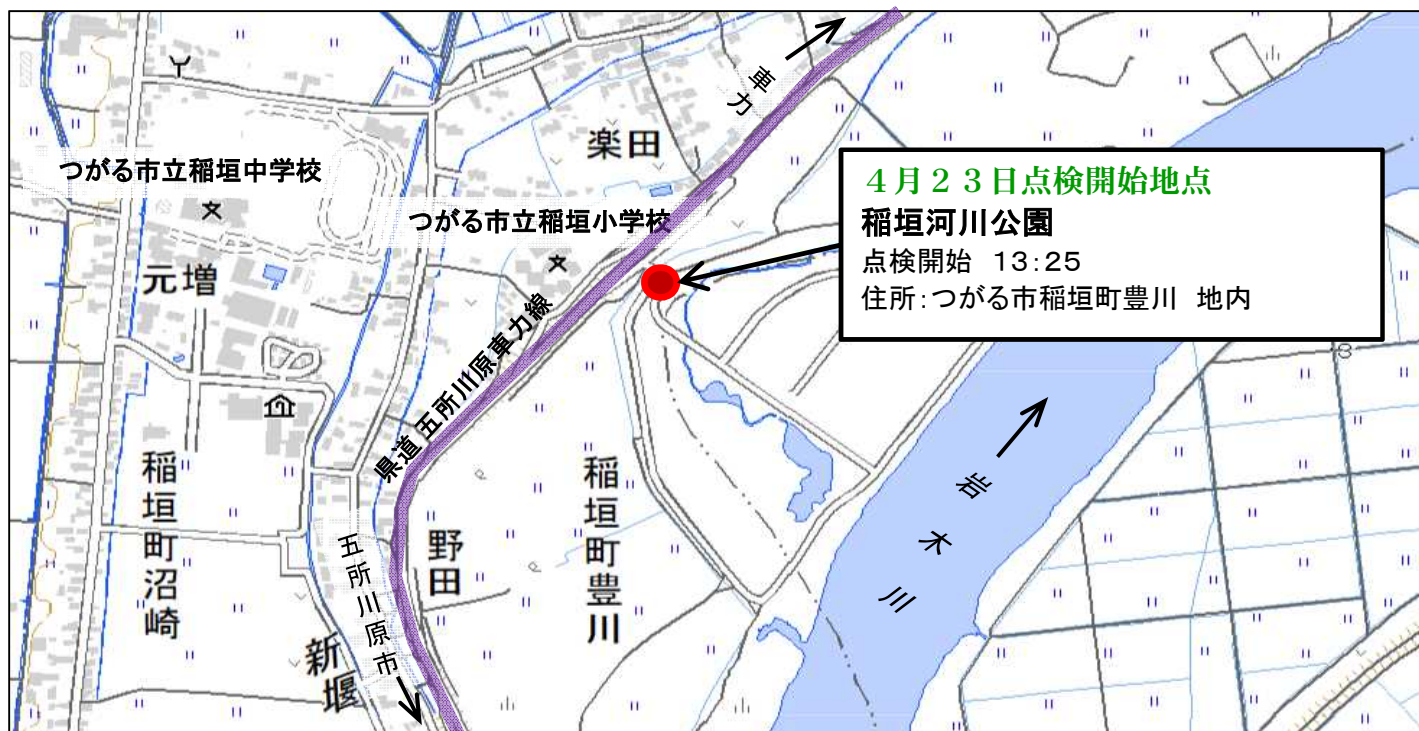 車力
楽田
つがる市立稲垣中学校
つがる市立稲垣小学校
４月２３日点検開始地点
稲垣河川公園
点検開始　13:25
住所:つがる市稲垣町豊川　地内
元増
県道 五所川原車力線
稲垣町沼崎
五所川原市
野田
稲垣町豊川
岩木川
新堰